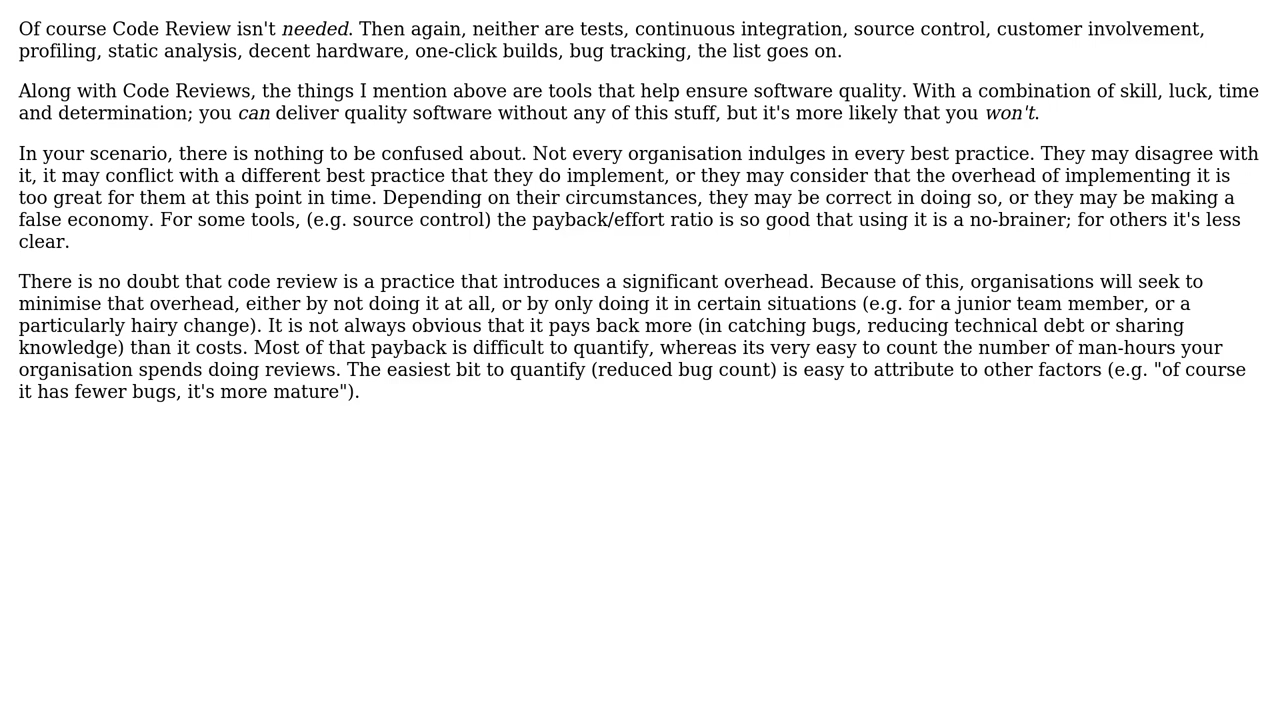 Of course Code Review isn't needed. Then again, neither are tests, continuous integration, source control, customer involvement,
profiling, static analysis, decent hardware, one-click builds, bug tracking, the list goes on.
Along with Code Reviews, the things I mention above are tools that help ensure software quality. With a combination of skill, luck, time
and determination; you can deliver quality software without any of this stuff, but it's more likely that you won't.
In your scenario, there is nothing to be confused about. Not every organisation indulges in every best practice. They may disagree with
it, it may conflict with a different best practice that they do implement, or they may consider that the overhead of implementing it is
too great for them at this point in time. Depending on their circumstances, they may be correct in doing so, or they may be making a
false economy. For some tools, (e.g. source control) the payback/effort ratio is so good that using it is a no-brainer; for others it's less
clear.
There is no doubt that code review is a practice that introduces a significant overhead. Because of this, organisations will seek to
minimise that overhead, either by not doing it at all, or by only doing it in certain situations (e.g. for a junior team member, or a
particularly hairy change). It is not always obvious that it pays back more (in catching bugs, reducing technical debt or sharing
knowledge) than it costs. Most of that payback is difficult to quantify, whereas its very easy to count the number of man-hours your
organisation spends doing reviews. The easiest bit to quantify (reduced bug count) is easy to attribute to other factors (e.g. "of course
it has fewer bugs, it's more mature").